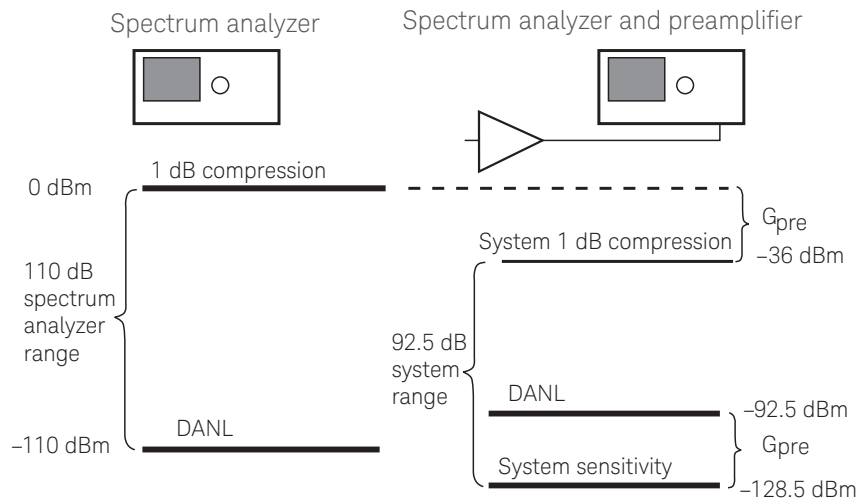 Spectrum analyzer
Spectrum analyzer and preamplifier
1 dB compression
0 dBm
110 dB
spectrum
analyzer
range
DANL
–110 dBm
Gpre
System 1 dB compression
–36 dBm
92.5 dB
system
range
DANL
–92.5 dBm
Gpre
System sensitivity
–128.5 dBm